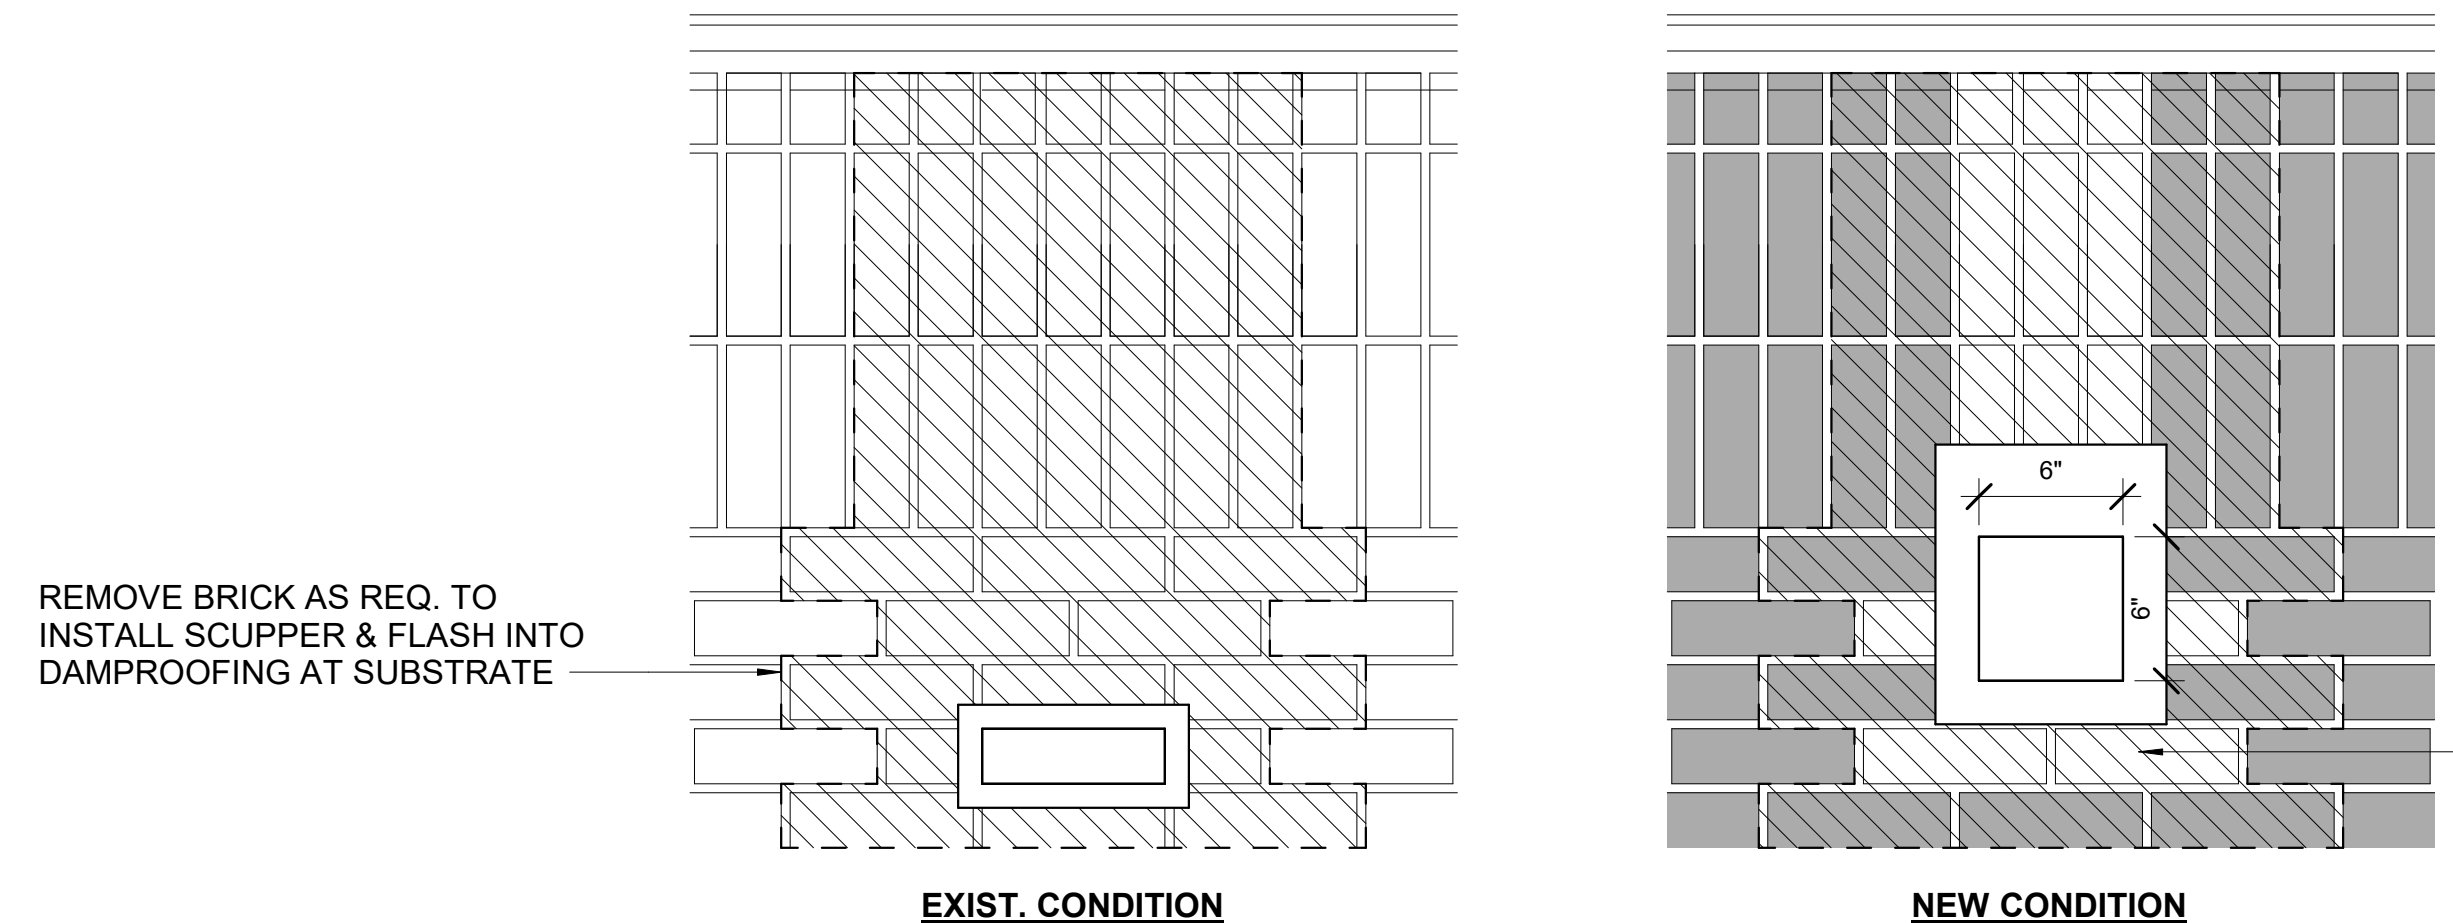 REMOVE BRICK AS REQ. TO
INSTALL SCUPPER & FLASH INTO
DAMPROOFING AT SUBSTRATE
6"
6"
EXIST. CONDITION
NEW CONDITION